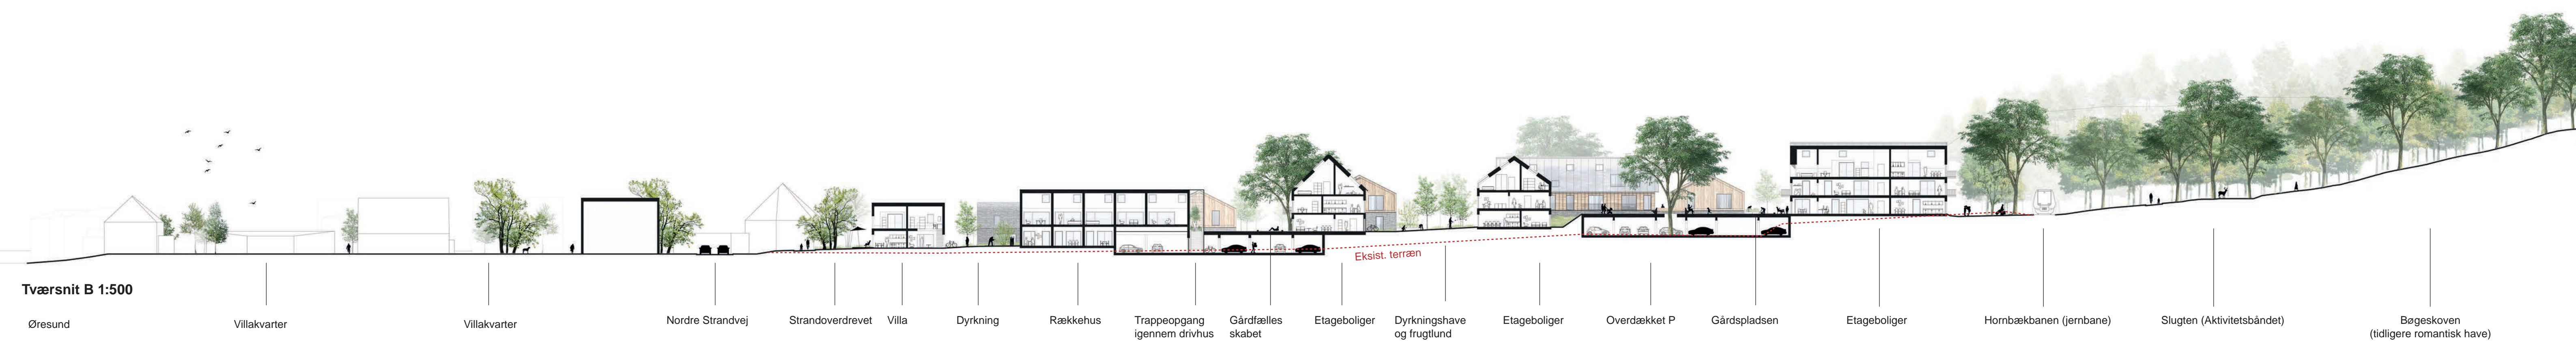 Eksist. terræn
Tværsnit B 1:500
Øresund
Villakvarter
Villakvarter
Nordre Strandvej
Strandoverdrevet
Villa
Dyrkning
Rækkehus
Trappeopgang
igennem drivhus
Gårdfælles
skabet
Etageboliger
Dyrkningshave
og frugtlund
Etageboliger
Overdækket P
Gårdspladsen
Etageboliger
Hornbækbanen (jernbane)
Slugten (Aktivitetsbåndet)
Bøgeskoven
(tidligere romantisk have)